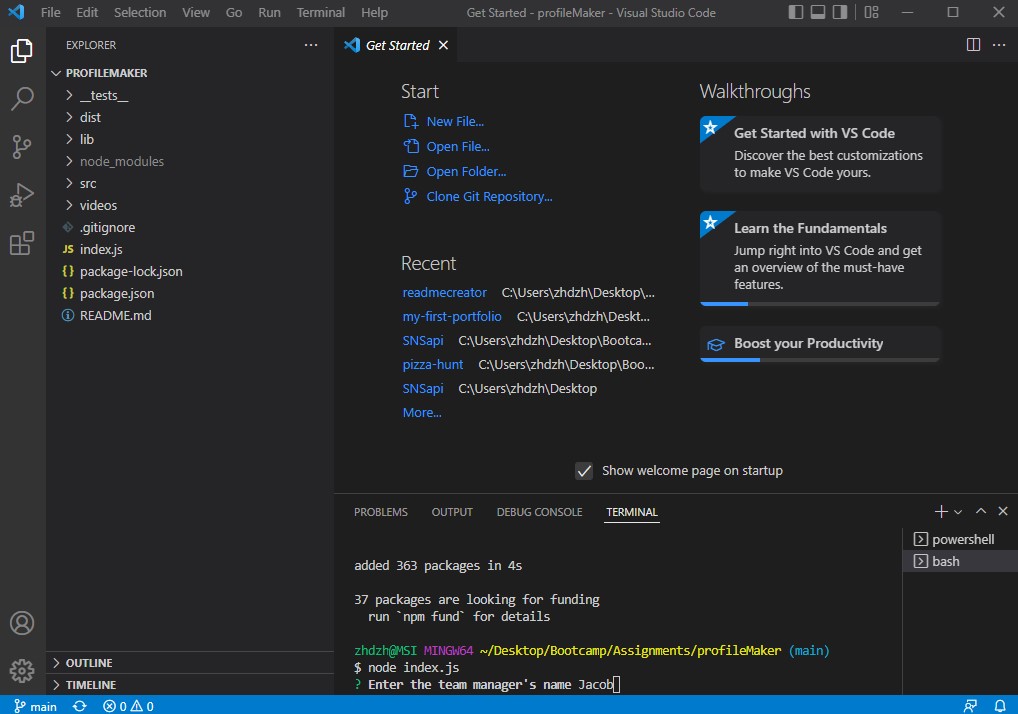 File Edit Selection View Go Run Terminal Help Get Started - profileMaker - Visual Studio Code
EXPLORER
PROFILEMAKER
__tests__
dist
lib
node_modules
src
videos
.gitignore
JS index.js
{} package-lock.json
{} package.json
README.md
OUTLINE
TIMELINE
Get Started
Start
New File...
Open File...
Open Folder...
Clone Git Repository...
Recent
readmecreator C:\Users\zhdzh\Desktop\...
my-first-portfolio C:\Users\zhdzh\Deskt...
SNSapi C:\Users\zhdzh\Desktop\Bootca...
pizza-hunt C:\Users\zhdzh\Desktop\Boo...
SNSapi C:\Users\zhdzh\Desktop
More...
Walkthroughs
Get Started with VS Code
Discover the best customizations
to make VS Code yours.
Learn the Fundamentals
Jump right into VS Code and get
an overview of the must-have
features.
Boost your Productivity
Show welcome page on startup
PROBLEMS OUTPUT DEBUG CONSOLE TERMINAL
added 363 packages in 4s
37 packages are looking for funding
run `npm fund` for details
zhdzh@MSI MINGW64 ~/Desktop/Bootcamp/Assignments/profileMaker (main)
$ node index.js
? Enter the team manager's name Jacob
powershell
bash
main 0 0